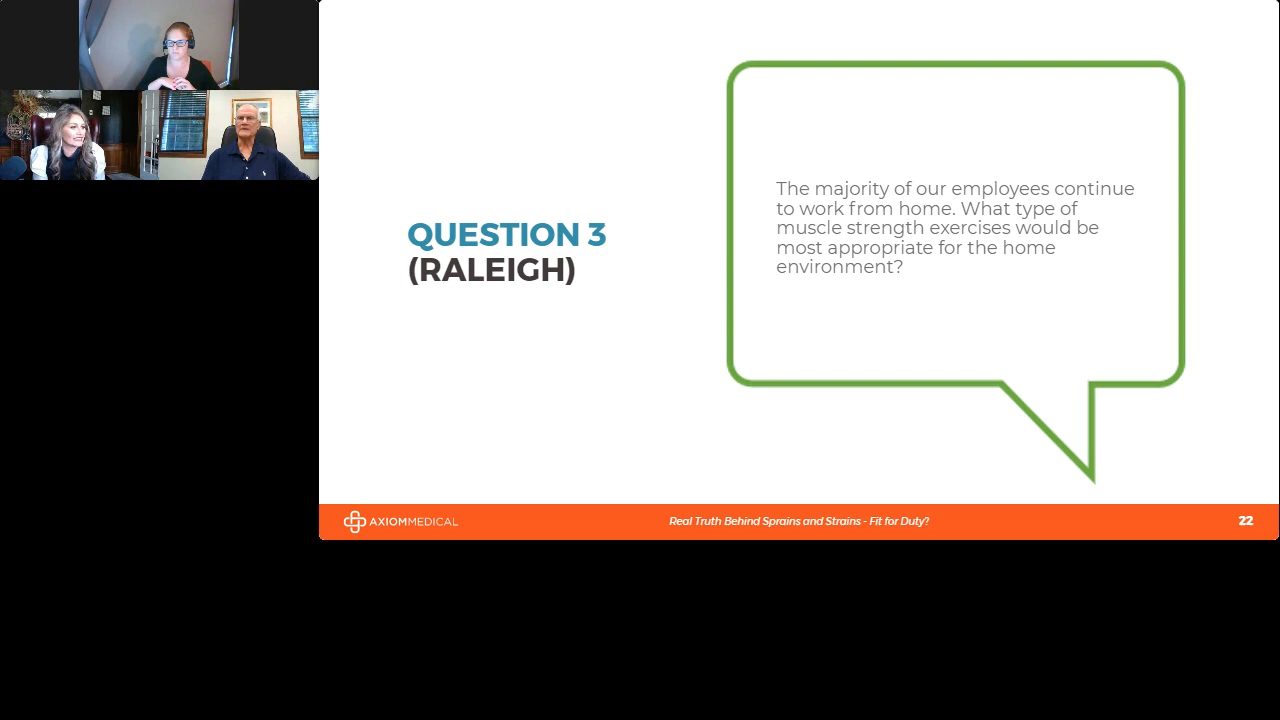 QUESTION 3
(RALEIGH)
The majority of our employees continue
to work from home. What type of
muscle strength exercises would be
most appropriate for the home
environment?
AXIOMMEDICAL
Real Truth Behind Sprains and Strains - Fit for Duty?
22